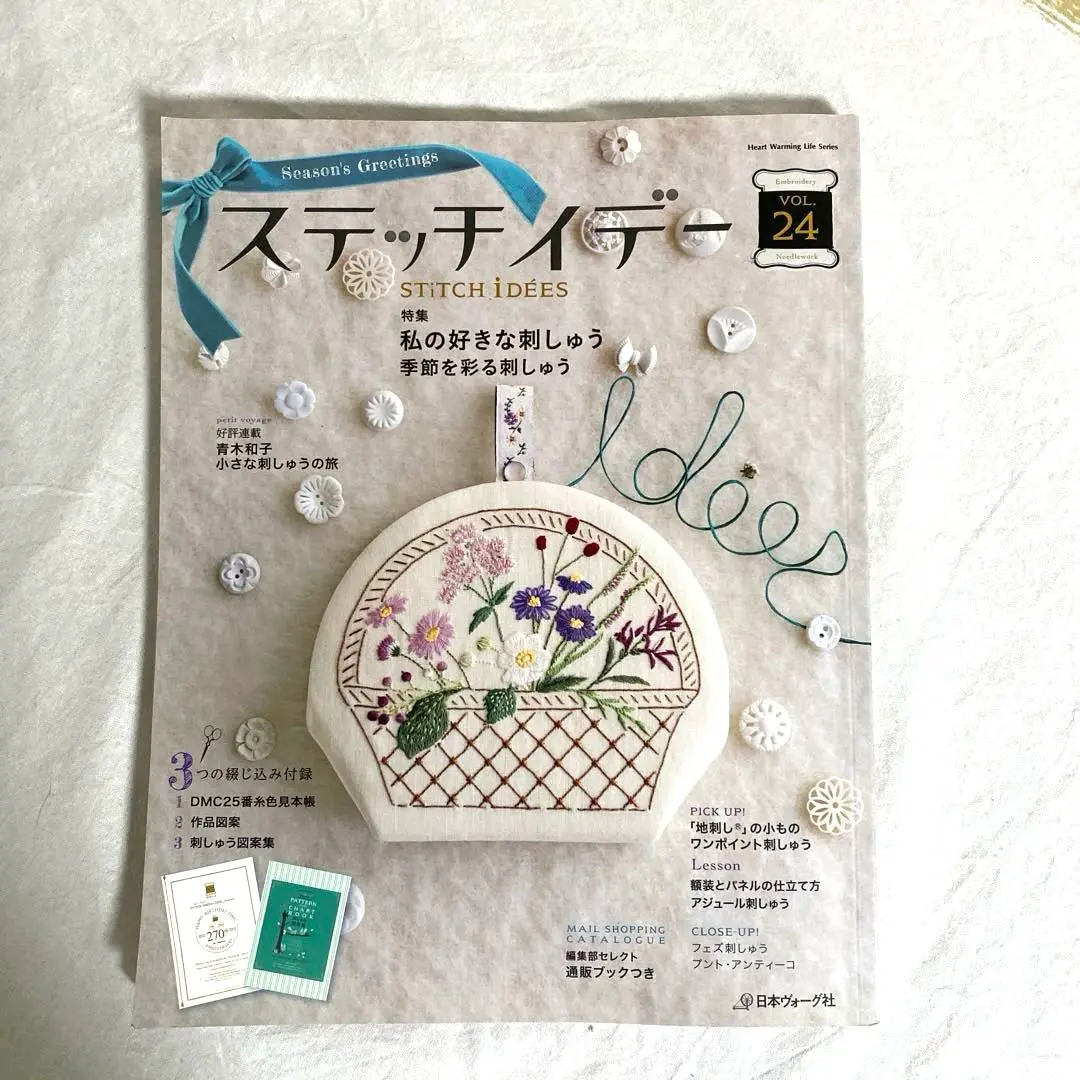 Season's Greetings
Heart Warming Life Series
Embroidery
VOL.
24
Needlework
ステッチイデー
STiTCH iDÉES
特集
私の好きな刺しゅう
季節を彩る刺しゅう
Idées
petit voyage
好評連載
青木和子
小さな刺しゅうの旅
3つの綴じ込み付録
1 DMC25番糸色見本帳
2 作品図案
3 刺しゅう図案集
270
PATTERN
CHART
BOOK
PICK UP!
「地刺し®」の小もの
ワンポイント刺しゅう
Lesson
額装とパネルの仕立て方
アジュール刺しゅう
MAIL SHOPPING
CATALOGUE
編集部セレクト
通販ブックつき
CLOSE-UP!
フェズ刺しゅう
プント・アンティーコ
日本ヴォーグ社